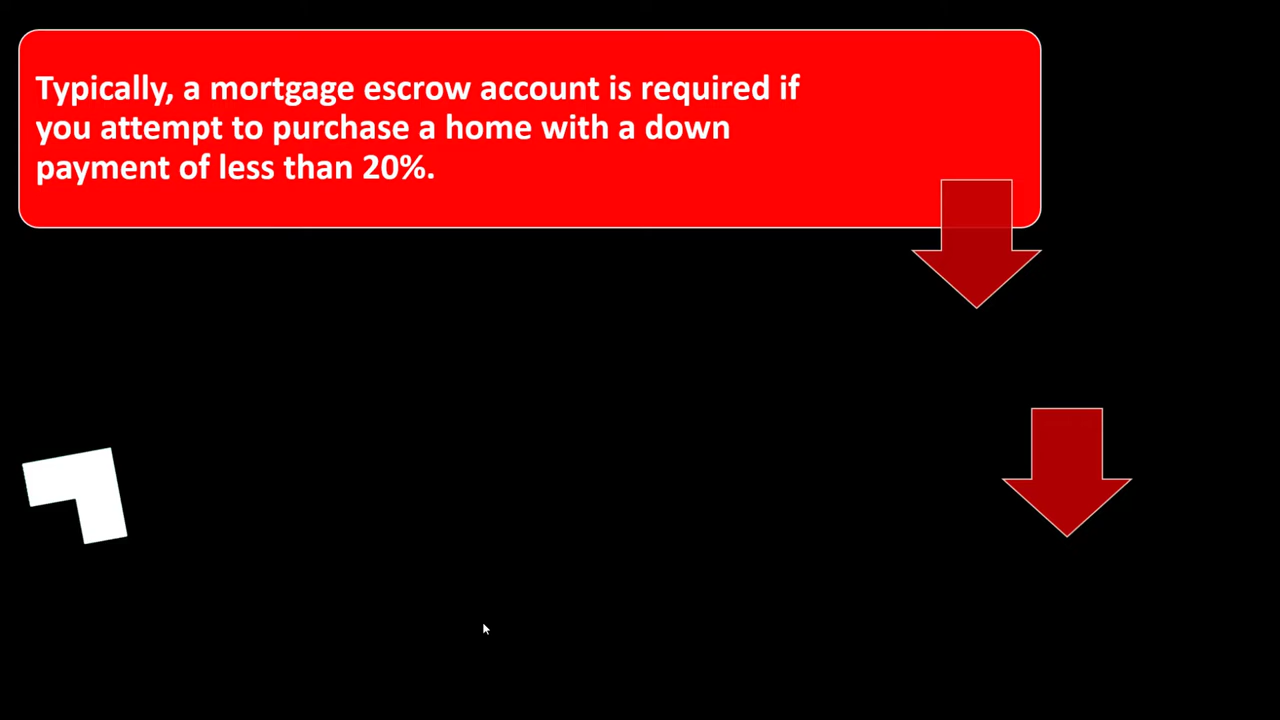 Typically, a mortgage escrow account is required if
you attempt to purchase a home with a down
payment of less than 20%.